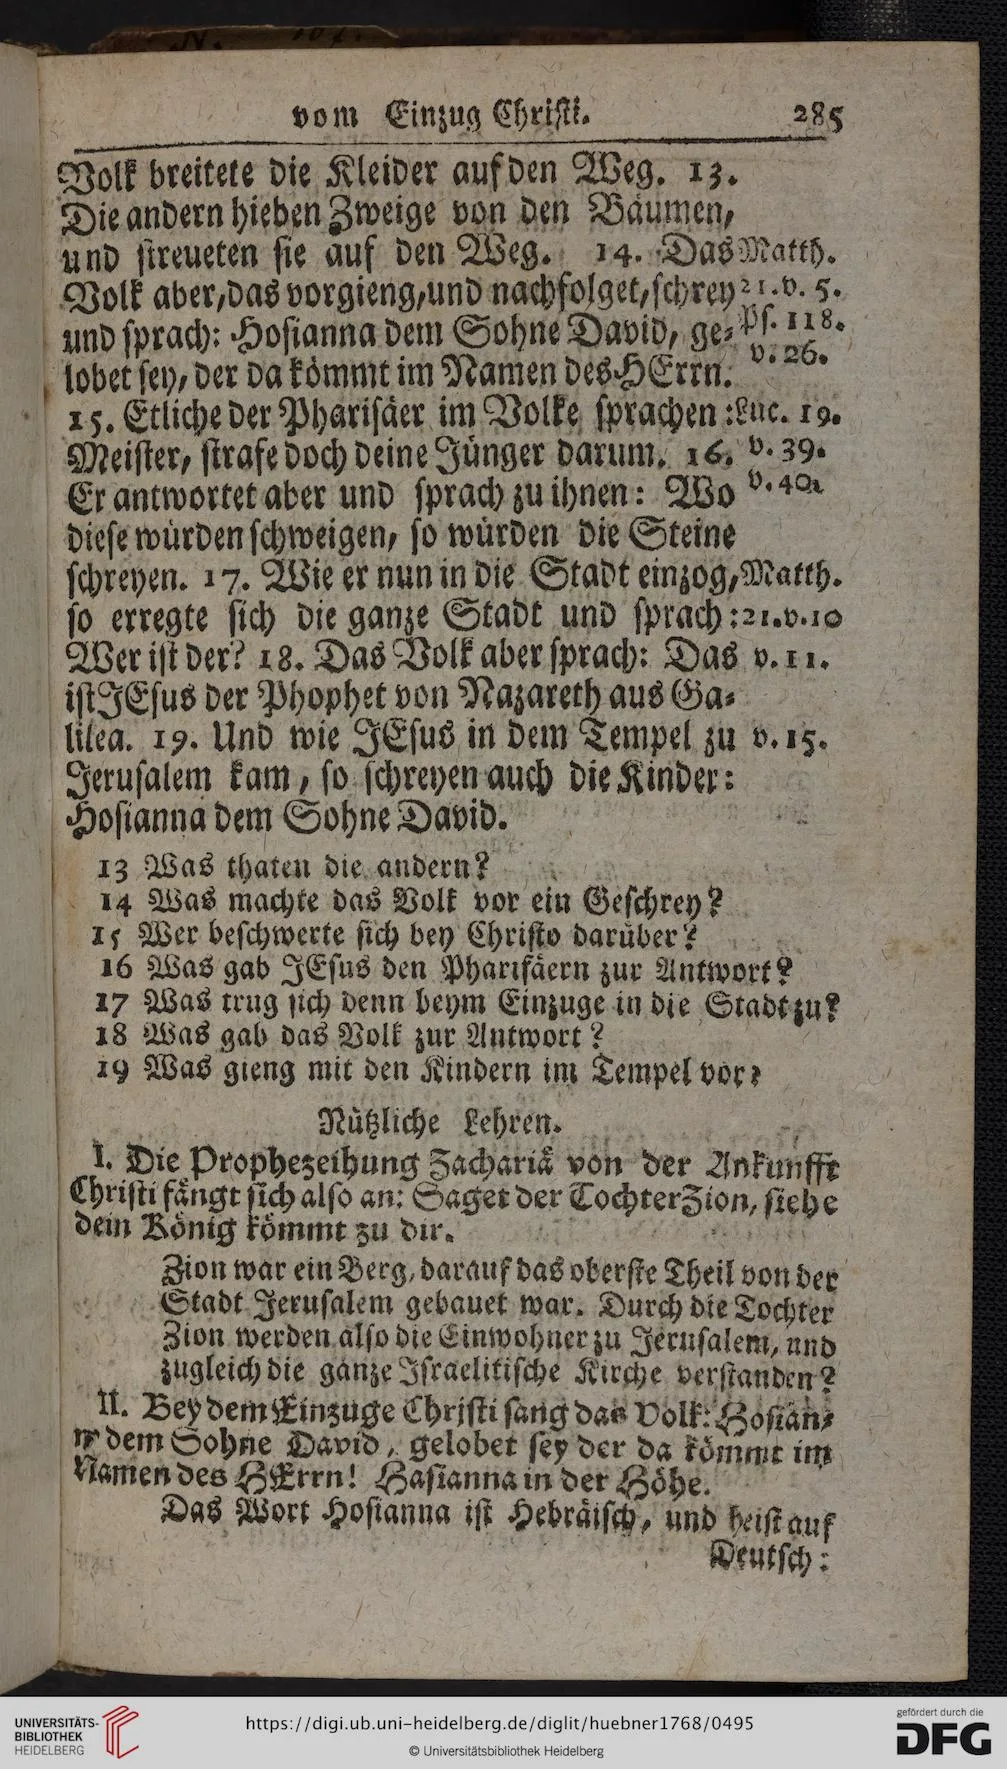 vom Einzug Christi. 285
Volk breitete die Kleider auf den Weg. 13.
Die andern hieben Zweige von den Bäumen,
und streueten sie auf den Weg. 14. Das Matth.
Volk aber, das vorgieng, und nachfolget, schrey 21. v. 5.
und sprach: Hosianna dem Sohne David, ge- Ps. 118.
lobet sey, der da kömmt im Namen des HErrn. v. 26.
15. Etliche der Pharisäer im Volke sprachen: Luc. 19.
Meister, strafe doch deine Jünger darum. 16. v. 39.
Er antwortet aber und sprach zu ihnen: Wo v. 40.
diese würden schweigen, so würden die Steine
schreyen. 17. Wie er nun in die Stadt einzog, Matth.
so erregte sich die ganze Stadt und sprach: 21. v. 10
Wer ist der? 18. Das Volk aber sprach: Das v. 11.
ist JEsus der Phophet von Nazareth aus Ga-
lilea. 19. Und wie JEsus in dem Tempel zu v. 15.
Jerusalem kam, so schreyen auch die Kinder:
Hosianna dem Sohne David.
13 Was thaten die andern?
14 Was machte das Volk vor ein Geschrey?
15 Wer beschwerte sich bey Christo darüber?
16 Was gab JEsus den Pharisäern zur Antwort?
17 Was trug sich denn beym Einzuge in die Stadt zu?
18 Was gab das Volk zur Antwort?
19 Was gieng mit den Kindern im Tempel vor?
Nützliche Lehren.
I. Die Prophezeihung Zachariä von der Ankunfft
Christi fängt sich also an: Saget der Tochter Zion, siehe
dein König kömmt zu dir.
Zion war ein Berg, darauf das oberste Theil von der
Stadt Jerusalem gebauet war. Durch die Tochter
Zion werden also die Einwohner zu Jerusalem, und
zugleich die ganze Israelitische Kirche verstanden?
II. Bey dem Einzuge Christi sang das Volk: Hosian-
na dem Sohne David, gelobet sey der da kömmt im
Namen des HErrn! Hasianna in der Höhe.
Das Wort Hosianna ist Hebräisch, und heist auf
Deutsch:
UNIVERSITÄTS-
BIBLIOTHEK
HEIDELBERG
https://digi.ub.uni-heidelberg.de/diglit/huebner1768/0495
© Universitätsbibliothek Heidelberg
gefördert durch die
DFG